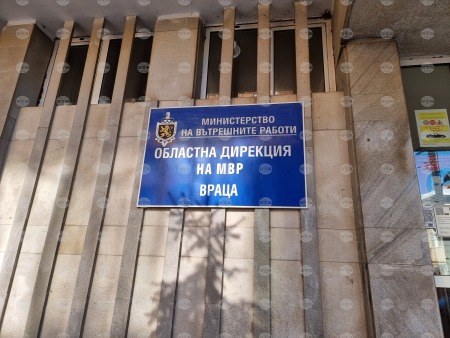 МИНИСТЕРСТВО
НА ВЪТРЕШНИТЕ РАБОТИ
ОБЛАСТНА ДИРЕКЦИЯ
НА МВР
ВРАЦА